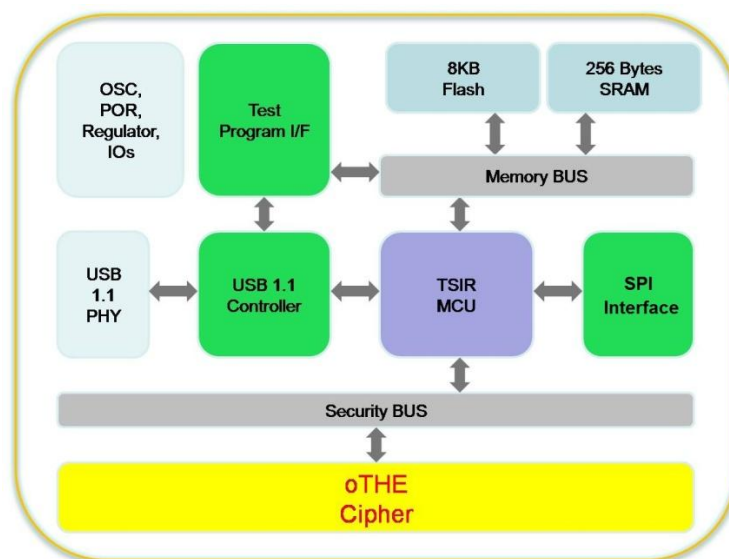 OSC,
POR,
Regulator,
IOs
Test
Program I/F
8KB
Flash
256 Bytes
SRAM
Memory BUS
USB
1.1
PHY
USB 1.1
Controller
TSIR
MCU
SPI
Interface
Security BUS
oTHE
Cipher